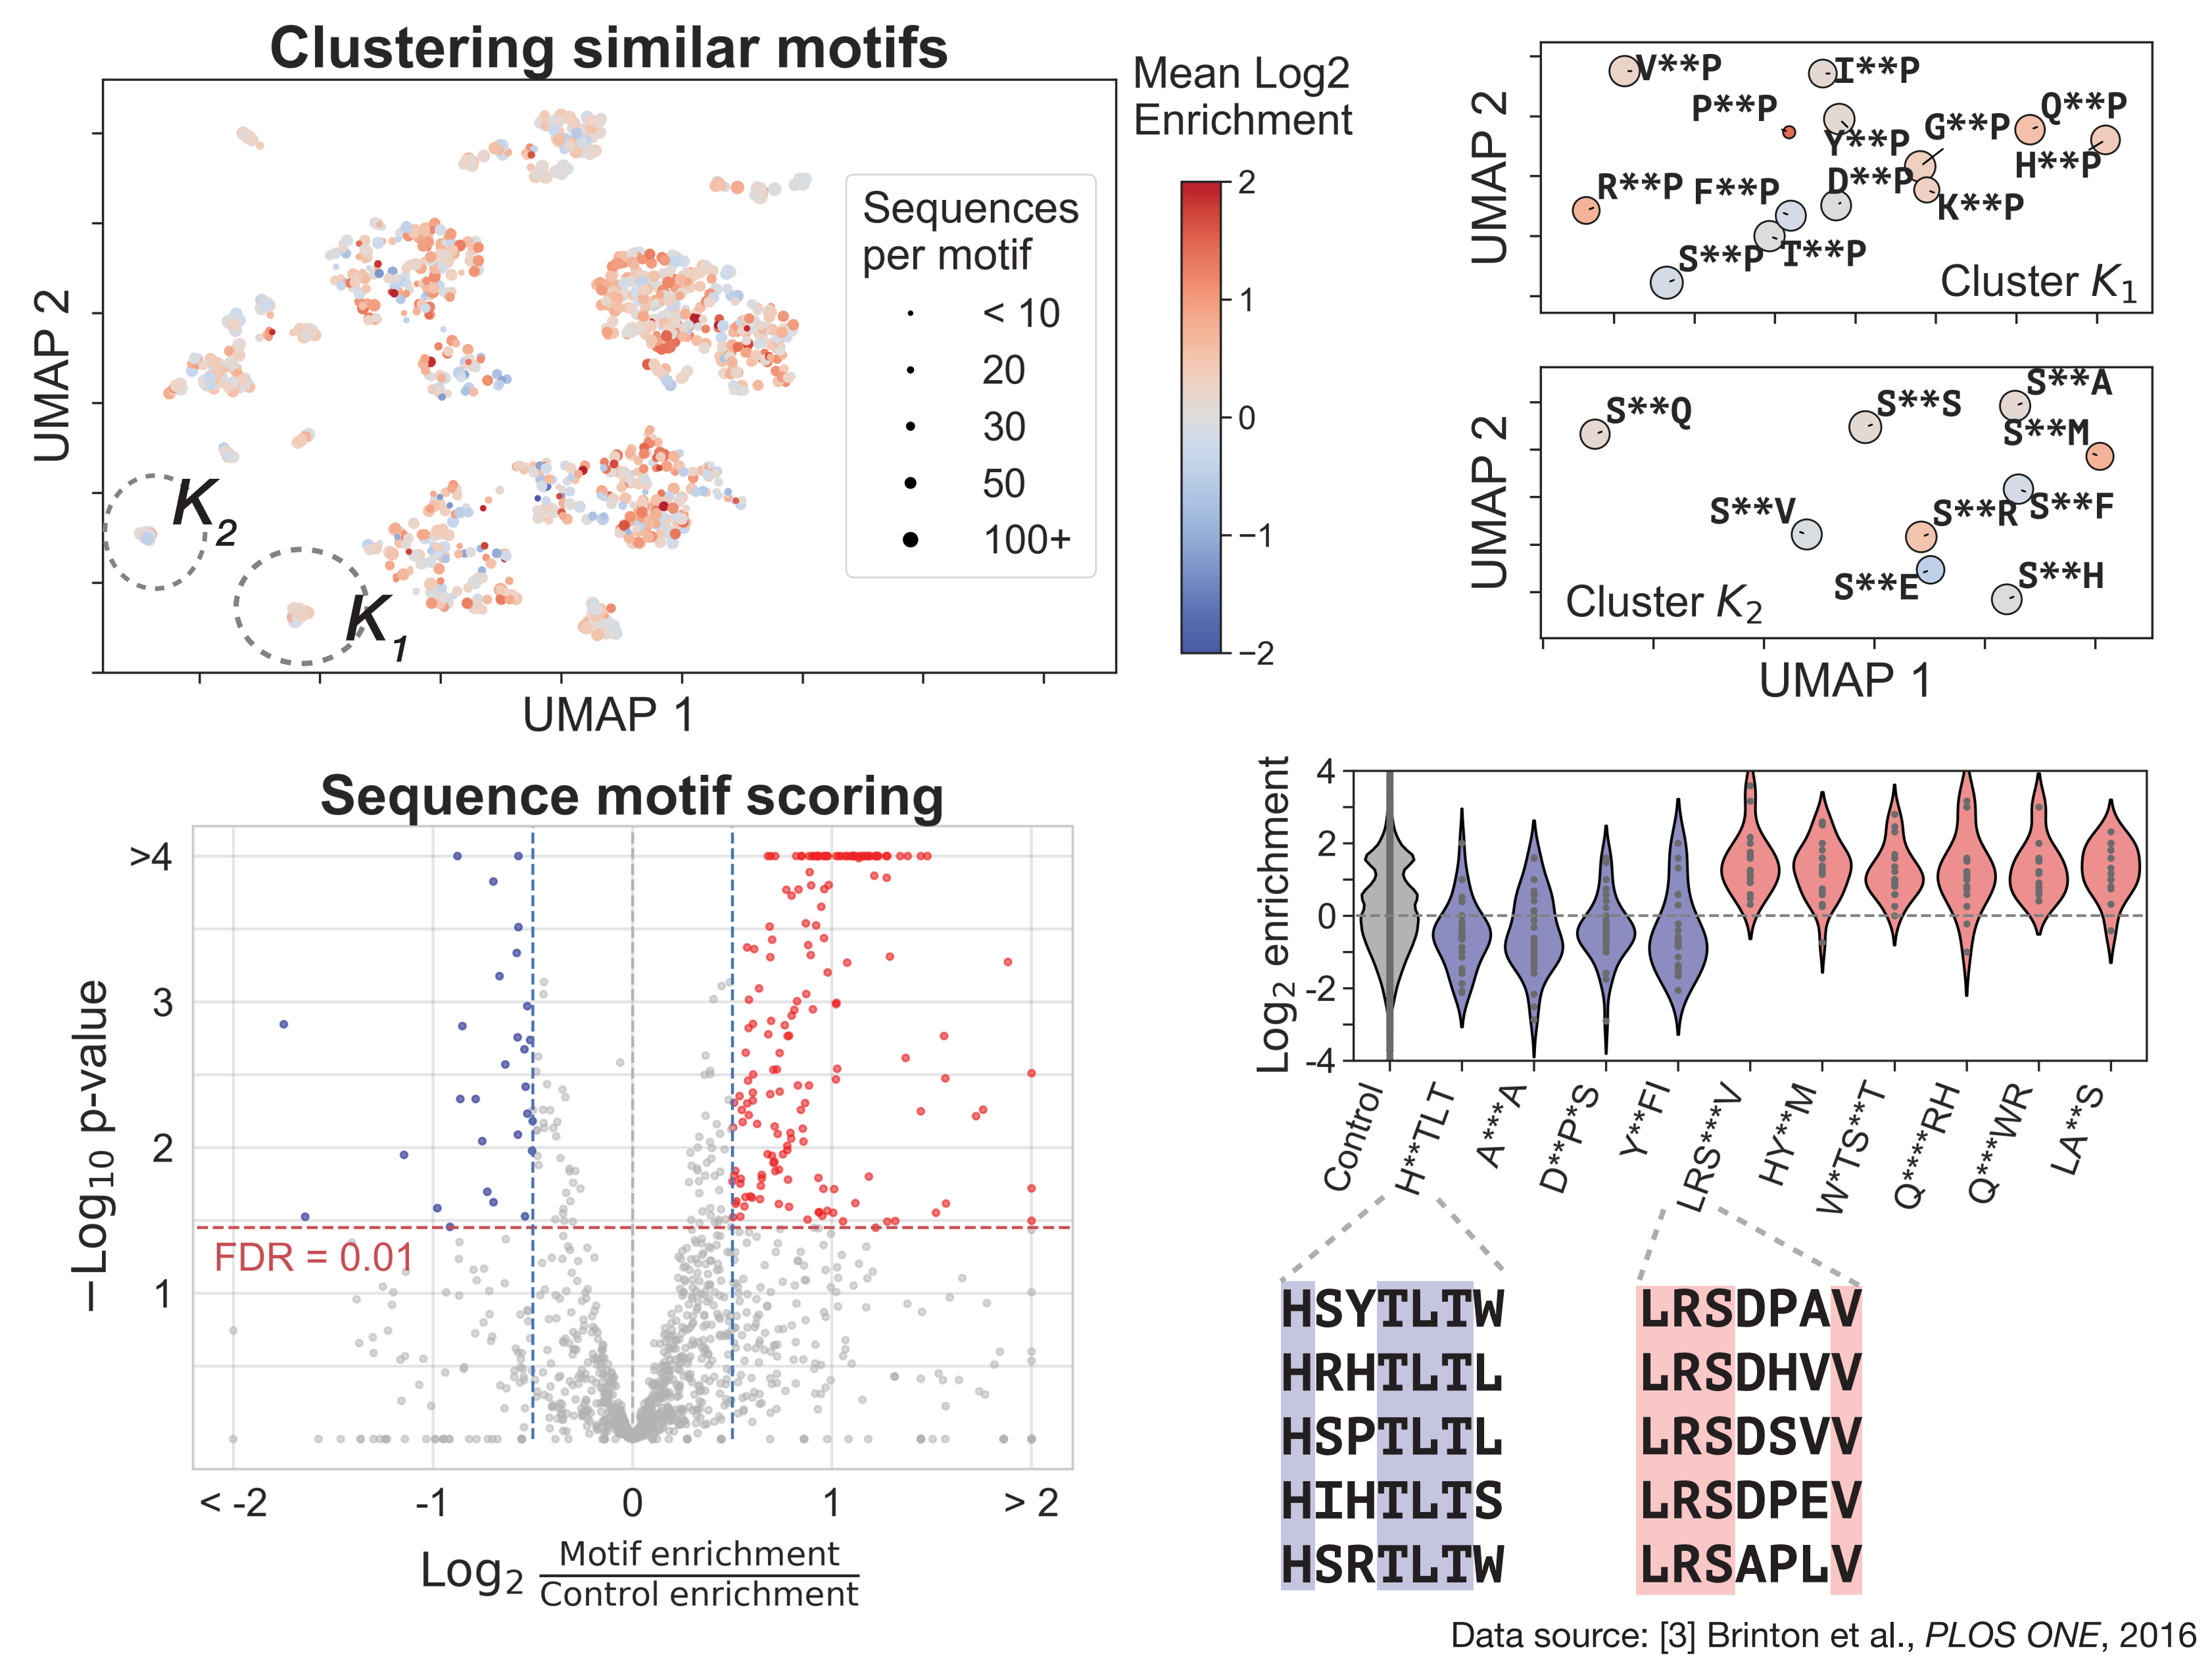 Clustering similar motifs
UMAP 2
UMAP 1
K2
K1
Sequences
per motif
< 10
20
30
50
100+
Mean Log2
Enrichment
2
1
0
−1
−2
UMAP 2
V**P
I**P
P**P
Q**P
G**P
Y**P
H**P
R**P
F**P
D**P
K**P
S**P
T**P
Cluster K1
UMAP 2
S**A
S**Q
S**S
S**M
S**V
S**R
S**F
S**E
S**H
Cluster K2
UMAP 1
Sequence motif scoring
−Log10 p-value
>4
3
2
1
FDR = 0.01
< -2
-1
0
1
> 2
Log2 Motif enrichment
Control enrichment
Log2 enrichment
4
2
0
-2
-4
Control
H**TLT
A***A
D**P*S
Y**FI
LRS***V
HY**M
W*TS**T
Q****RH
Q***WR
LA**S
HSYTLTW
HRHTLTL
HSPTLTL
HIHTLTS
HSRTLTW
LRSDPAV
LRSDHVV
LRSDSVV
LRSDPEV
LRSAPLV
Data source: [3] Brinton et al., PLOS ONE, 2016